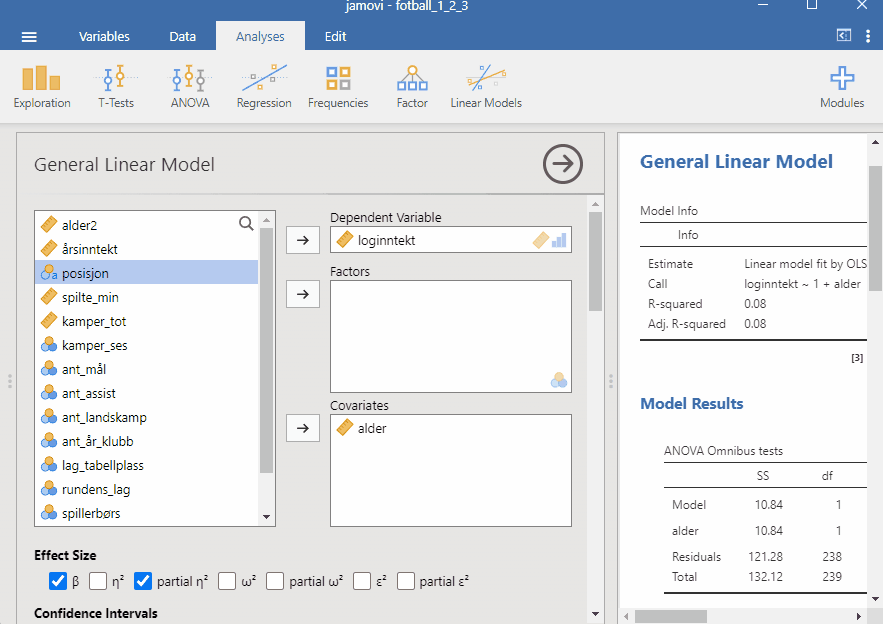 jamovi - fotball_1_2_3
Variables Data Analyses Edit
Exploration T-Tests ANOVA Regression Frequencies Factor Linear Models Modules
General Linear Model
alder2
årsinntekt
posisjon
spilte_min
kamper_tot
kamper_ses
ant_mål
ant_assist
ant_landskamp
ant_år_klubb
lag_tabellplass
rundens_lag
spillerbørs
Dependent Variable
loginntekt
Factors
Covariates
alder
Effect Size
β η² partial η² ω² partial ω² ε² partial ε²
Confidence Intervals
General Linear Model
Model Info
Info
Estimate Linear model fit by OLS
Call loginntekt ~ 1 + alder
R-squared 0.08
Adj. R-squared 0.08
[3]
Model Results
ANOVA Omnibus tests
SS df
Model 10.84 1
alder 10.84 1
Residuals 121.28 238
Total 132.12 239